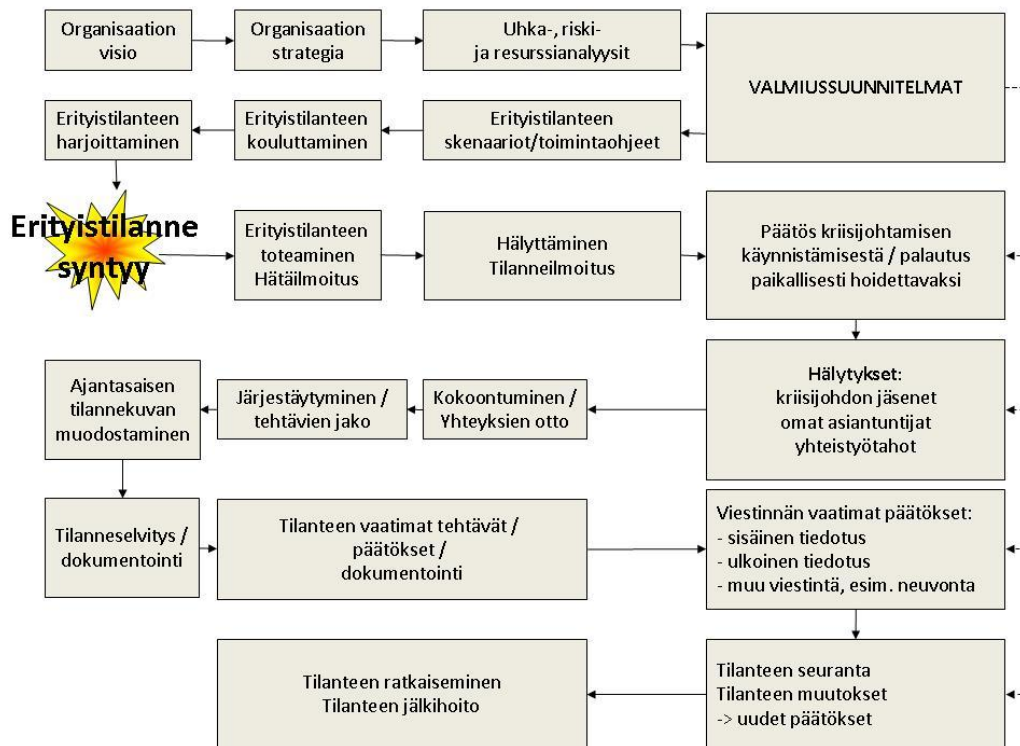 Organisaation
visio
Organisaation
strategia
Uhka-, riski-
ja resurssianalyysit
VALMIUSSUUNNITELMAT
Erityistilanteen
harjoittaminen
Erityistilanteen
kouluttaminen
Erityistilanteen
skenaariot/toimintaohjeet
Erityistilanne
syntyy
Erityistilanteen
toteaminen
Hätäilmoitus
Hälyttäminen
Tilanneilmoitus
Päätös kriisijohtamisen
käynnistämisestä / palautus
paikallisesti hoidettavaksi
Ajantasaisen
tilannekuvan
muodostaminen
Järjestäytyminen /
tehtävien jako
Kokoontuminen /
Yhteyksien otto
Hälytykset:
kriisijohdon jäsenet
omat asiantuntijat
yhteistyötahot
Tilanneselvitys /
dokumentointi
Tilanteen vaatimat tehtävät /
päätökset /
dokumentointi
Viestinnän vaatimat päätökset:
- sisäinen tiedotus
- ulkoinen tiedotus
- muu viestintä, esim. neuvonta
Tilanteen ratkaiseminen
Tilanteen jälkihoito
Tilanteen seuranta
Tilanteen muutokset
-> uudet päätökset